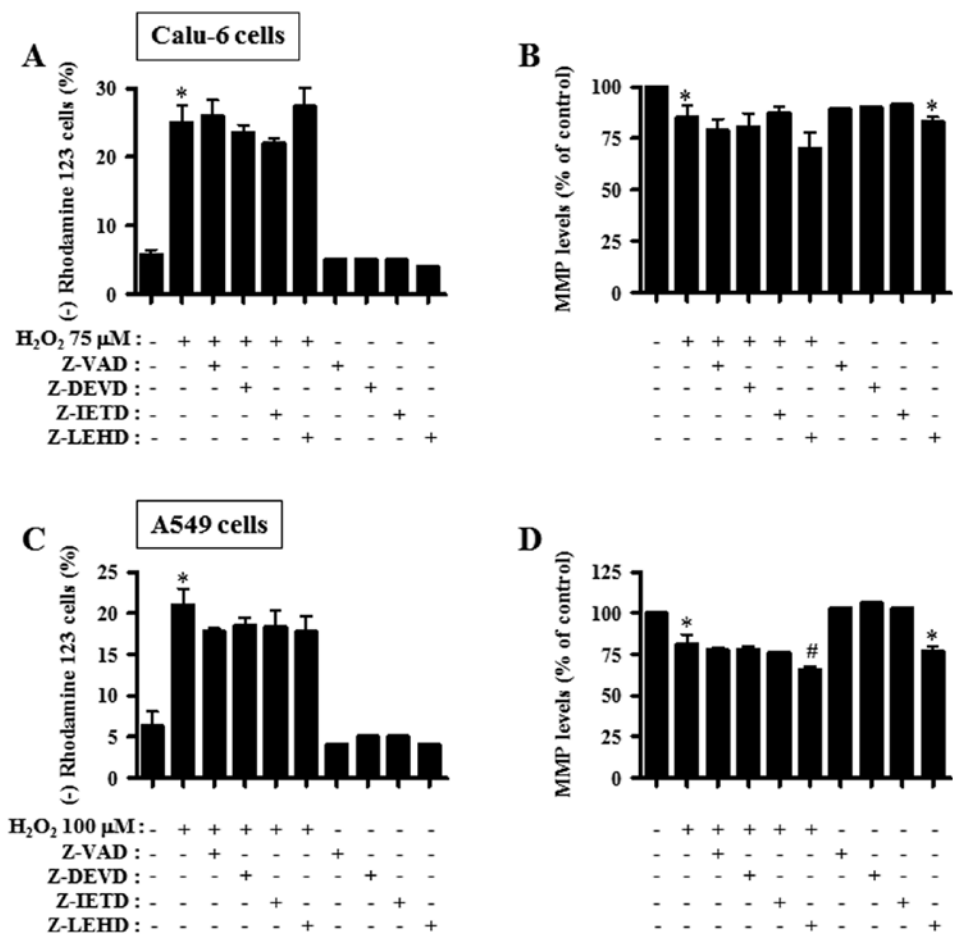 Calu-6 cells
A
(-) Rhodamine 123 cells (%)
30
20
10
0
B
MMP levels (% of control)
100
75
50
25
0
*
* *
H₂O₂ 75 µM : - + + + + + - - - -
- + + + + + - - - -
Z-VAD : - - + - - - + - - -
- - + - - - + - - -
Z-DEVD : - - - + - - - + - -
- - - + - - - + - -
Z-IETD : - - - - + - - - + -
- - - - + - - - + -
Z-LEHD : - - - - - + - - - +
- - - - - + - - - +
A549 cells
C
(-) Rhodamine 123 cells (%)
25
20
15
10
5
0
D
MMP levels (% of control)
125
100
75
50
25
0
*
* # *
H₂O₂ 100 µM : - + + + + + - - - -
- + + + + + - - - -
Z-VAD : - - + - - - + - - -
- - + - - - + - - -
Z-DEVD : - - - + - - - + - -
- - - + - - - + - -
Z-IETD : - - - - + - - - + -
- - - - + - - - + -
Z-LEHD : - - - - - + - - - +
- - - - - + - - - +